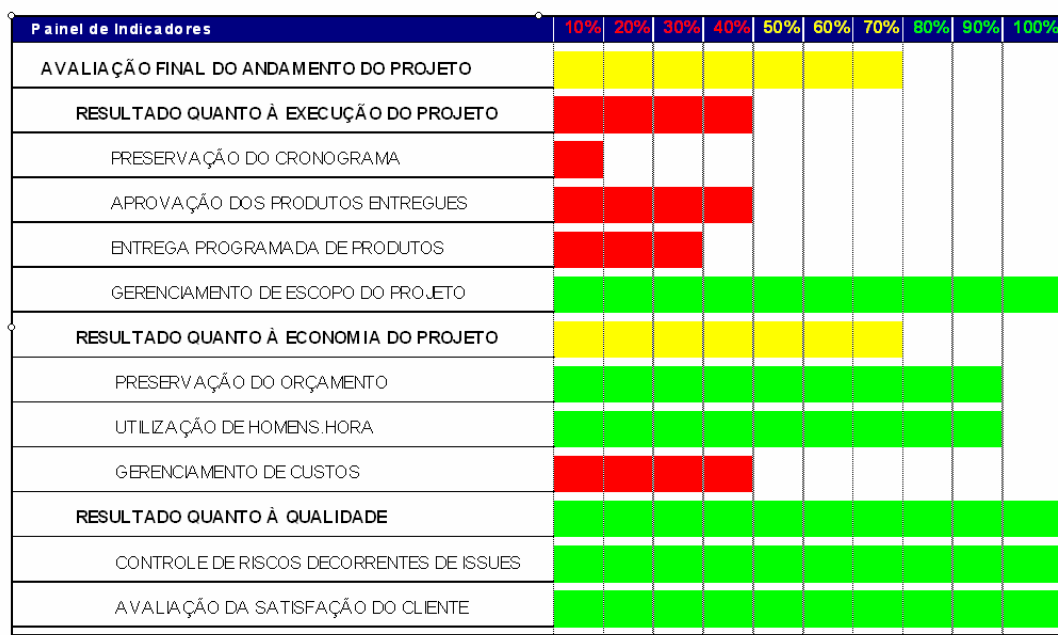 Painel de Indicadores 10% 20% 30% 40% 50% 60% 70% 80% 90% 100%
AVALIAÇÃO FINAL DO ANDAMENTO DO PROJETO
RESULTADO QUANTO À EXECUÇÃO DO PROJETO
PRESERVAÇÃO DO CRONOGRAMA
APROVAÇÃO DOS PRODUTOS ENTREGUES
ENTREGA PROGRAMADA DE PRODUTOS
GERENCIAMENTO DE ESCOPO DO PROJETO
RESULTADO QUANTO À ECONOMIA DO PROJETO
PRESERVAÇÃO DO ORÇAMENTO
UTILIZAÇÃO DE HOMENS.HORA
GERENCIAMENTO DE CUSTOS
RESULTADO QUANTO À QUALIDADE
CONTROLE DE RISCOS DECORRENTES DE ISSUES
AVALIAÇÃO DA SATISFAÇÃO DO CLIENTE